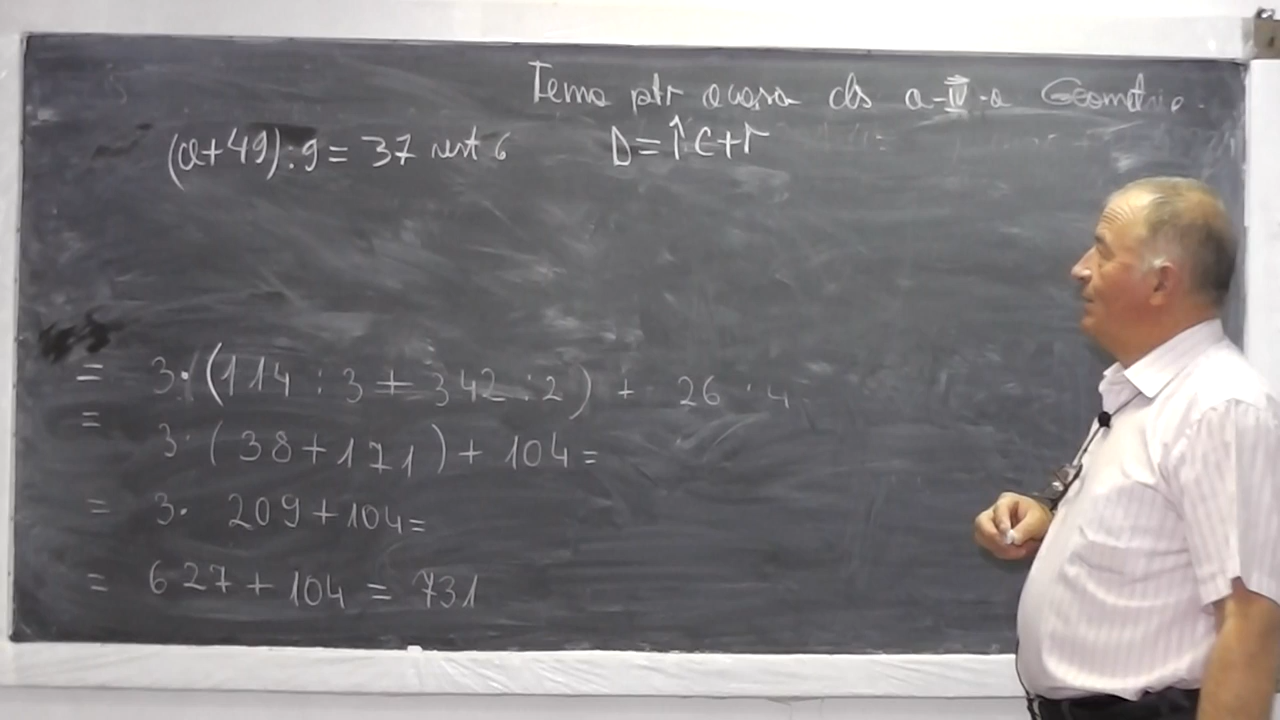 Tema ptr acasa cls a-IV-a Geometrie
(a+49):9= 37 rest 6 D=Î·C+r
= 3·(114:3+342:2) + 26·4
=
3·(38+171)+104=
= 3· 209+104=
= 627+104=731